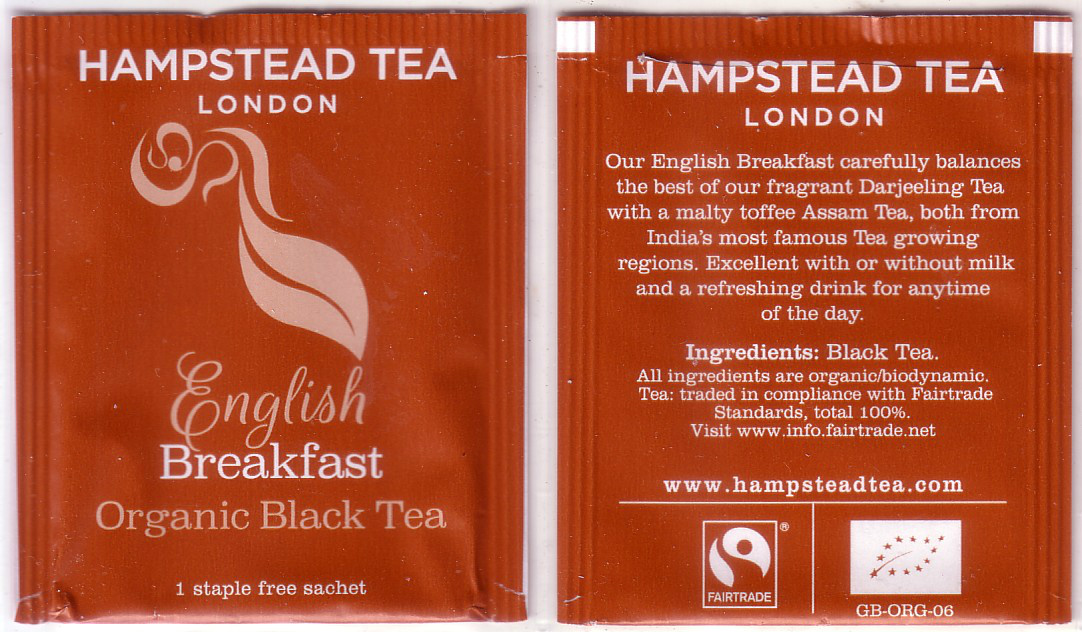 HAMPSTEAD TEA
LONDON
English
Breakfast
Organic Black Tea
1 staple free sachet
HAMPSTEAD TEA
LONDON
Our English Breakfast carefully balances
the best of our fragrant Darjeeling Tea
with a malty toffee Assam Tea, both from
India's most famous Tea growing
regions. Excellent with or without milk
and a refreshing drink for anytime
of the day.
Ingredients: Black Tea.
All ingredients are organic/biodynamic.
Tea: traded in compliance with Fairtrade
Standards, total 100%.
Visit www.info.fairtrade.net
www.hampsteadtea.com
®
FAIRTRADE
GB-ORG-06